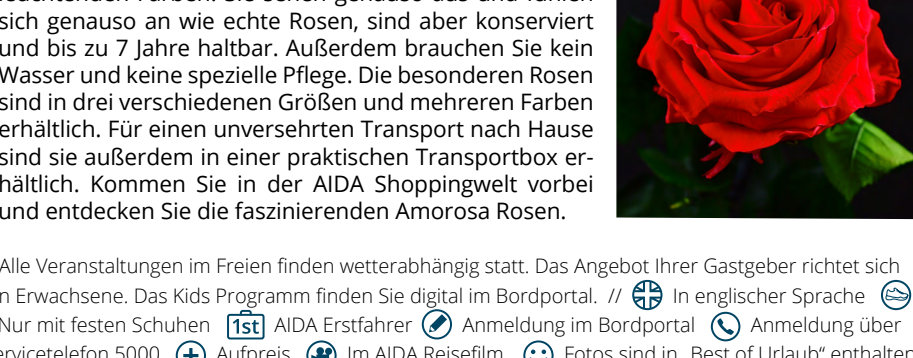 sich genauso an wie echte Rosen, sind aber konserviert
und bis zu 7 Jahre haltbar. Außerdem brauchen Sie kein
Wasser und keine spezielle Pflege. Die besonderen Rosen
sind in drei verschiedenen Größen und mehreren Farben
erhältlich. Für einen unversehrten Transport nach Hause
sind sie außerdem in einer praktischen Transportbox er-
hältlich. Kommen Sie in der AIDA Shoppingwelt vorbei
und entdecken Sie die faszinierenden Amorosa Rosen.
Alle Veranstaltungen im Freien finden wetterabhängig statt. Das Angebot Ihrer Gastgeber richtet sich
n Erwachsene. Das Kids Programm finden Sie digital im Bordportal. // In englischer Sprache
Nur mit festen Schuhen 1st AIDA Erstfahrer Anmeldung im Bordportal Anmeldung über
ervicetelefon 5000 Aufpreis Im AIDA Reisefilm Fotos sind in „Best of Urlaub“ enthalten